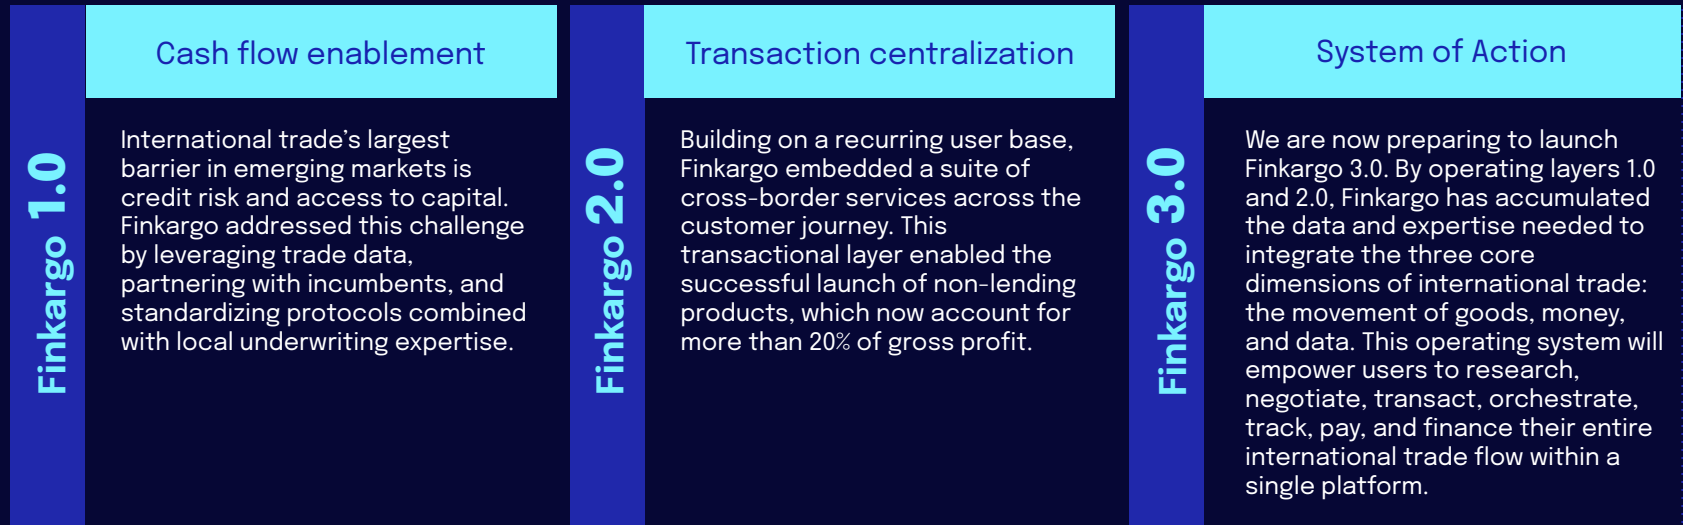 Finkargo 1.0
Cash flow enablement
International trade’s largest
barrier in emerging markets is
credit risk and access to capital.
Finkargo addressed this challenge
by leveraging trade data,
partnering with incumbents, and
standardizing protocols combined
with local underwriting expertise.
Finkargo 2.0
Transaction centralization
Building on a recurring user base,
Finkargo embedded a suite of
cross-border services across the
customer journey. This
transactional layer enabled the
successful launch of non-lending
products, which now account for
more than 20% of gross profit.
Finkargo 3.0
System of Action
We are now preparing to launch
Finkargo 3.0. By operating layers 1.0
and 2.0, Finkargo has accumulated
the data and expertise needed to
integrate the three core
dimensions of international trade:
the movement of goods, money,
and data. This operating system will
empower users to research,
negotiate, transact, orchestrate,
track, pay, and finance their entire
international trade flow within a
single platform.